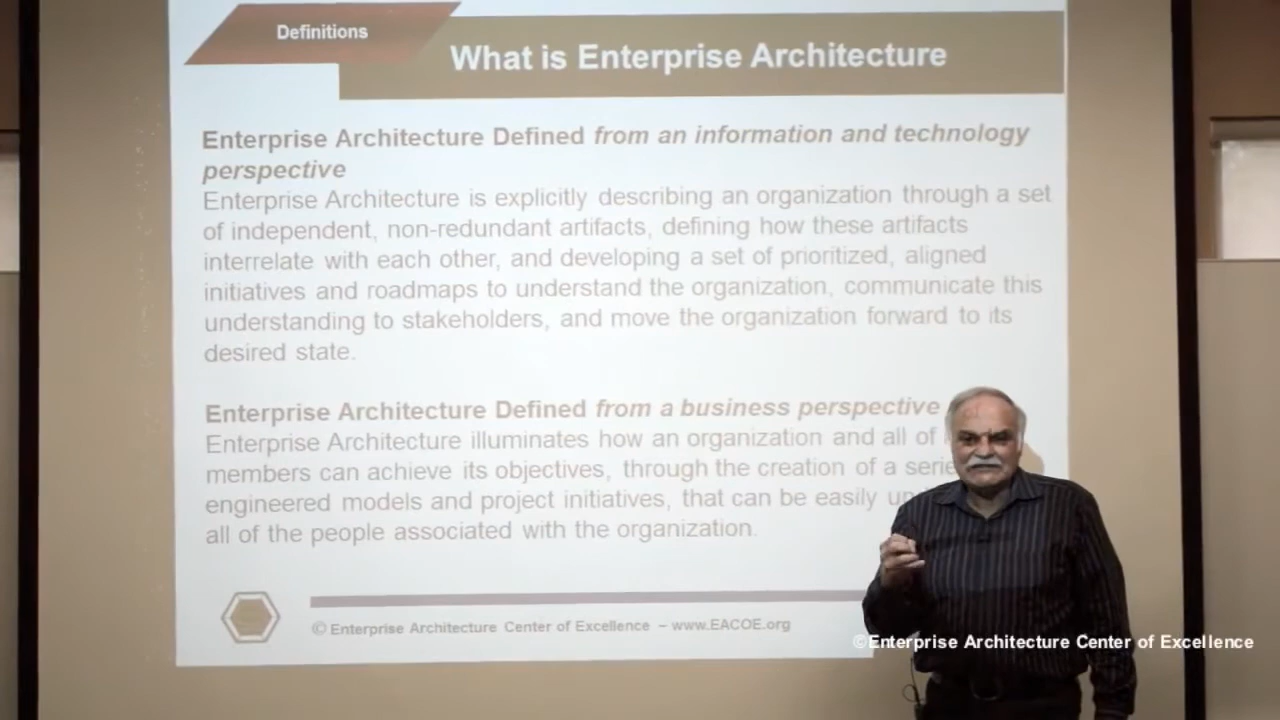 Definitions
What is Enterprise Architecture
Enterprise Architecture Defined from an information and technology
perspective
Enterprise Architecture is explicitly describing an organization through a set
of independent, non-redundant artifacts, defining how these artifacts
interrelate with each other, and developing a set of prioritized, aligned
initiatives and roadmaps to understand the organization, communicate this
understanding to stakeholders, and move the organization forward to its
desired state.
Enterprise Architecture Defined from a business perspective
Enterprise Architecture illuminates how an organization and all of
members can achieve its objectives, through the creation of a
engineered models and project initiatives, that can be easily
all of the people associated with the organization.
© Enterprise Architecture Center of Excellence – www.EACOE.org
©Enterprise Architecture Center of Excellence